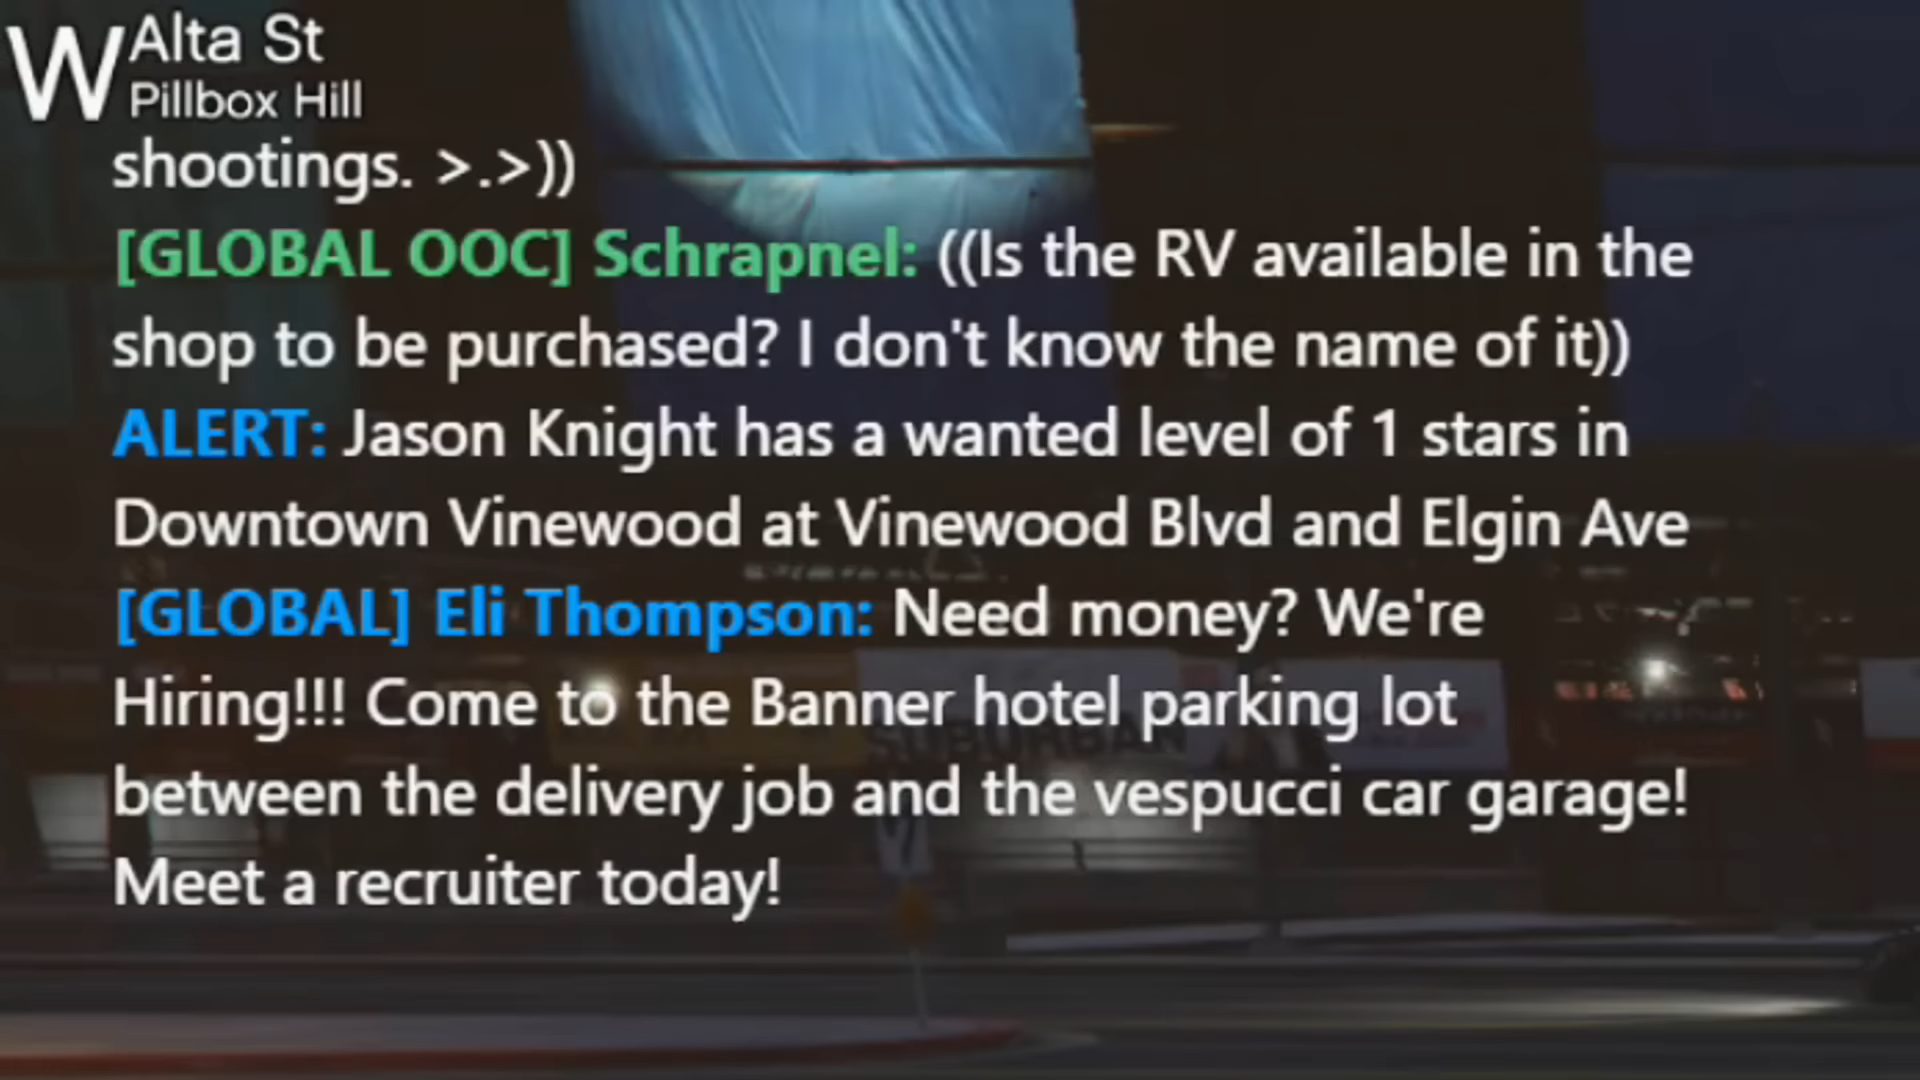 W
Alta St
Pillbox Hill
shootings. >.>))
[GLOBAL OOC] Schrapnel: ((Is the RV available in the
shop to be purchased? I don't know the name of it))
ALERT: Jason Knight has a wanted level of 1 stars in
Downtown Vinewood at Vinewood Blvd and Elgin Ave
[GLOBAL] Eli Thompson: Need money? We're
Hiring!!! Come to the Banner hotel parking lot
SUBURBAN
between the delivery job and the vespucci car garage!
Meet a recruiter today!